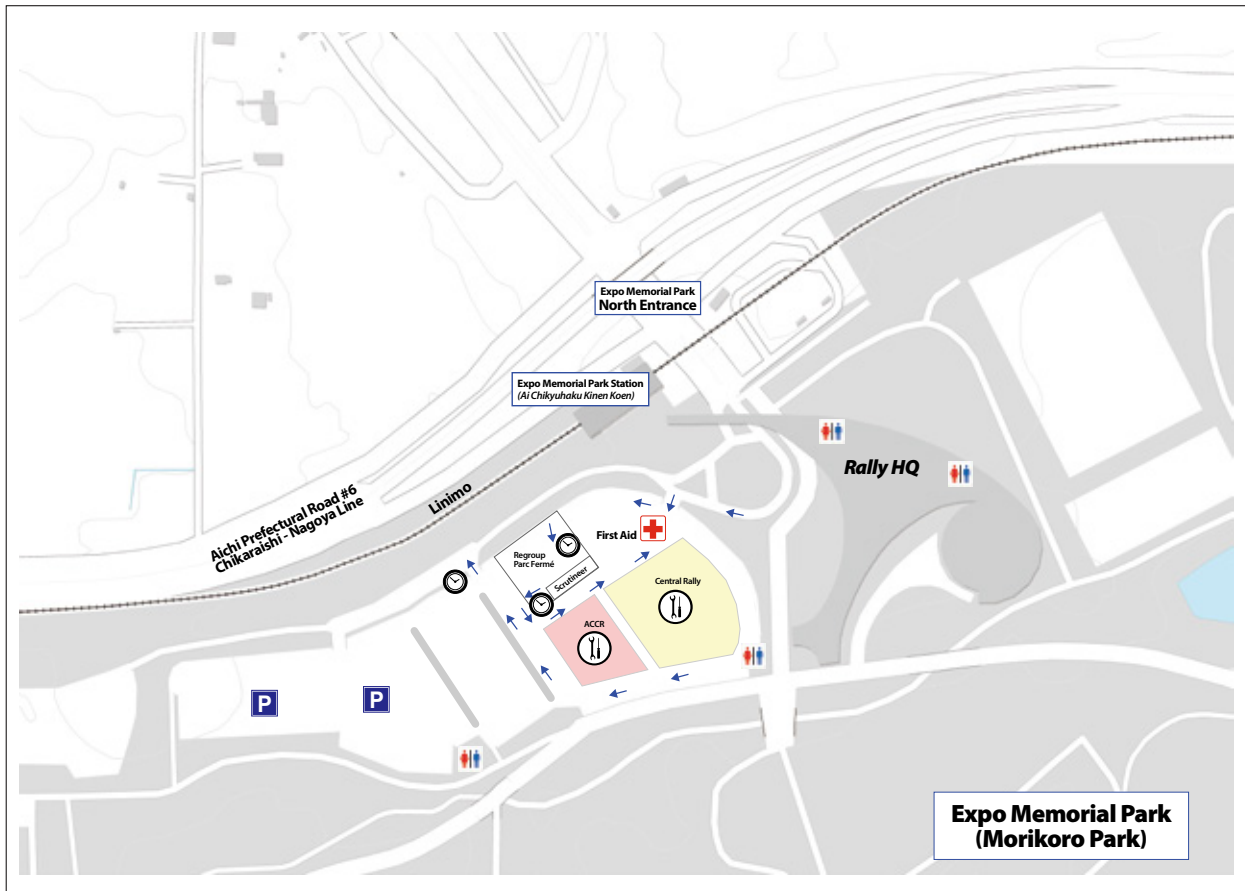 Expo Memorial Park
North Entrance
Expo Memorial Park Station
(Ai Chikyuhaku Kinen Koen)
Rally HQ
Aichi Prefectural Road #6
Chikaraishi - Nagoya Line
Linimo
First Aid
Regroup
Parc Fermé
Scrutineer
Central Rally
ACCR
P
P
Expo Memorial Park
(Morikoro Park)